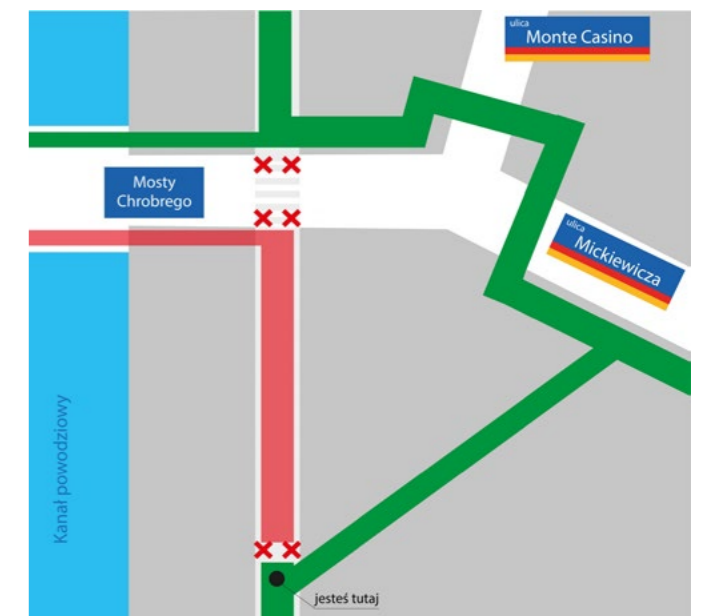 ulica
Monte Casino
Mosty
Chrobrego
ulica
Mickiewicza
Kanał powodziowy
jesteś tutaj